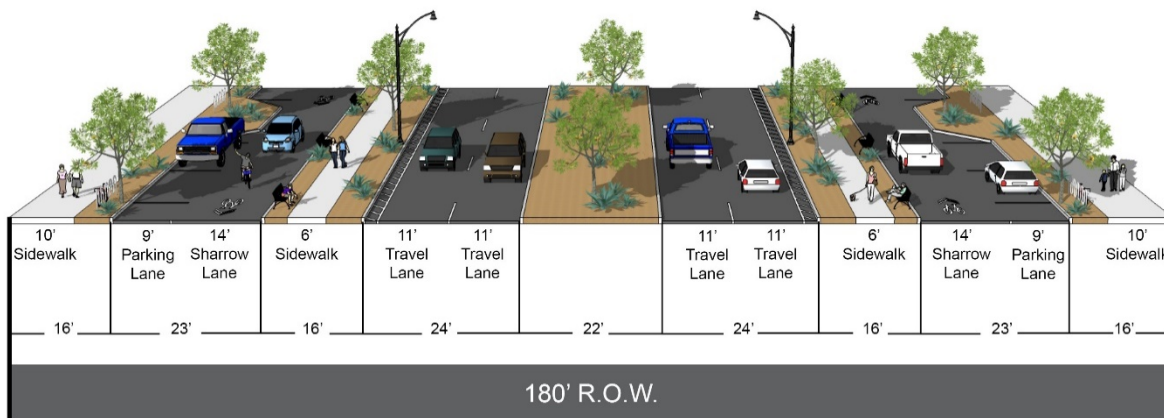 10' 9' 14' 6' 11' 11' 11' 11' 6' 14' 9' 10'
Sidewalk Parking Sharrow Lane Sidewalk Travel Travel Travel Travel Sidewalk Sharrow Parking Sidewalk
Lane Lane Lane Lane Lane Lane Lane Lane
16' 23' 16' 24' 22' 24' 16' 23' 16'
180' R.O.W.